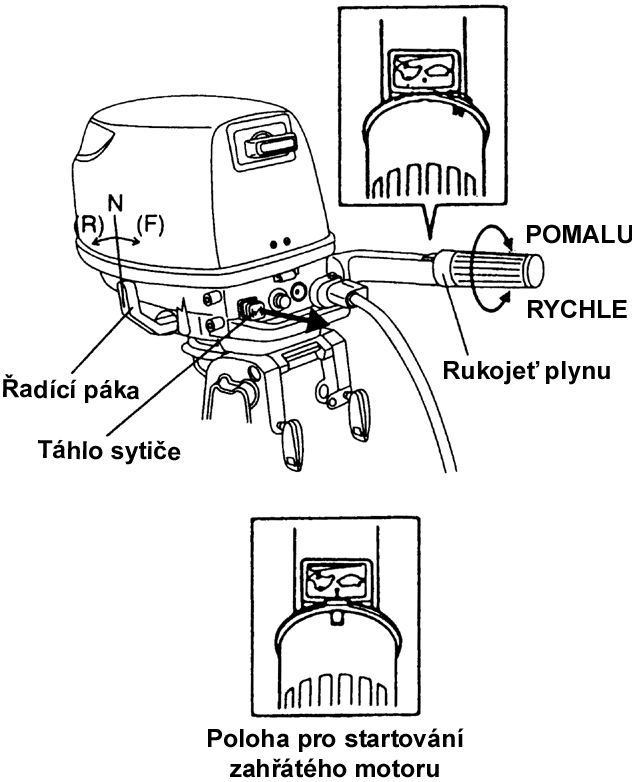 N
(R) (F)
POMALU
RYCHLE
Rukojeť plynu
Řadící páka
Táhlo sytiče
Poloha pro startování
zahřátého motoru